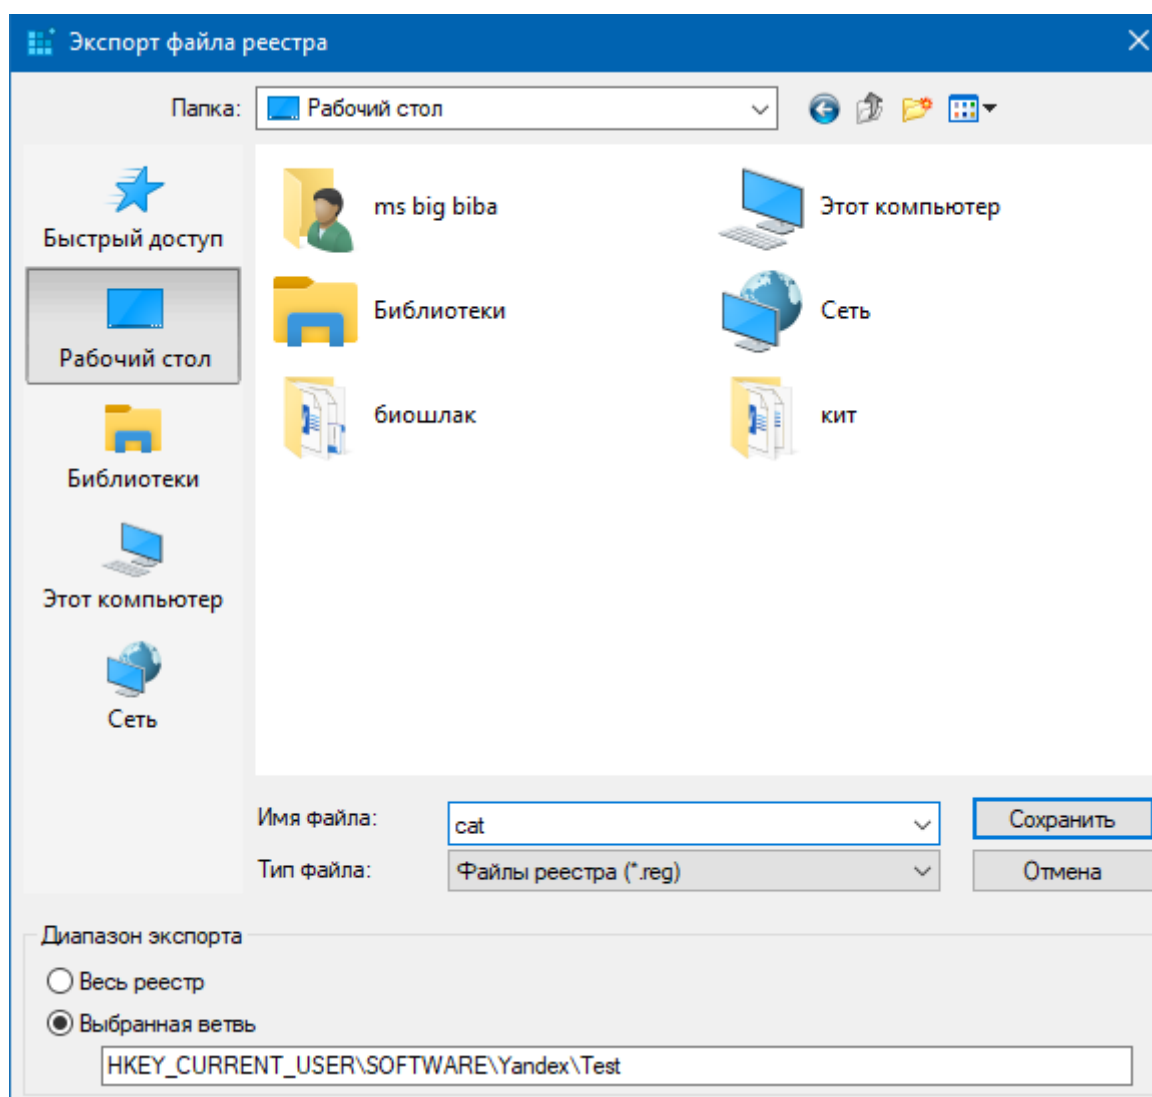 Экспорт файла реестра
Папка: Рабочий стол
Быстрый доступ
Рабочий стол
Библиотеки
Этот компьютер
Сеть
ms big biba
Этот компьютер
Библиотеки
Сеть
биошлак
кит
Имя файла: cat Сохранить
Тип файла: Файлы реестра (*.reg) Отмена
Диапазон экспорта
Весь реестр
Выбранная ветвь
HKEY_CURRENT_USER\SOFTWARE\Yandex\Test